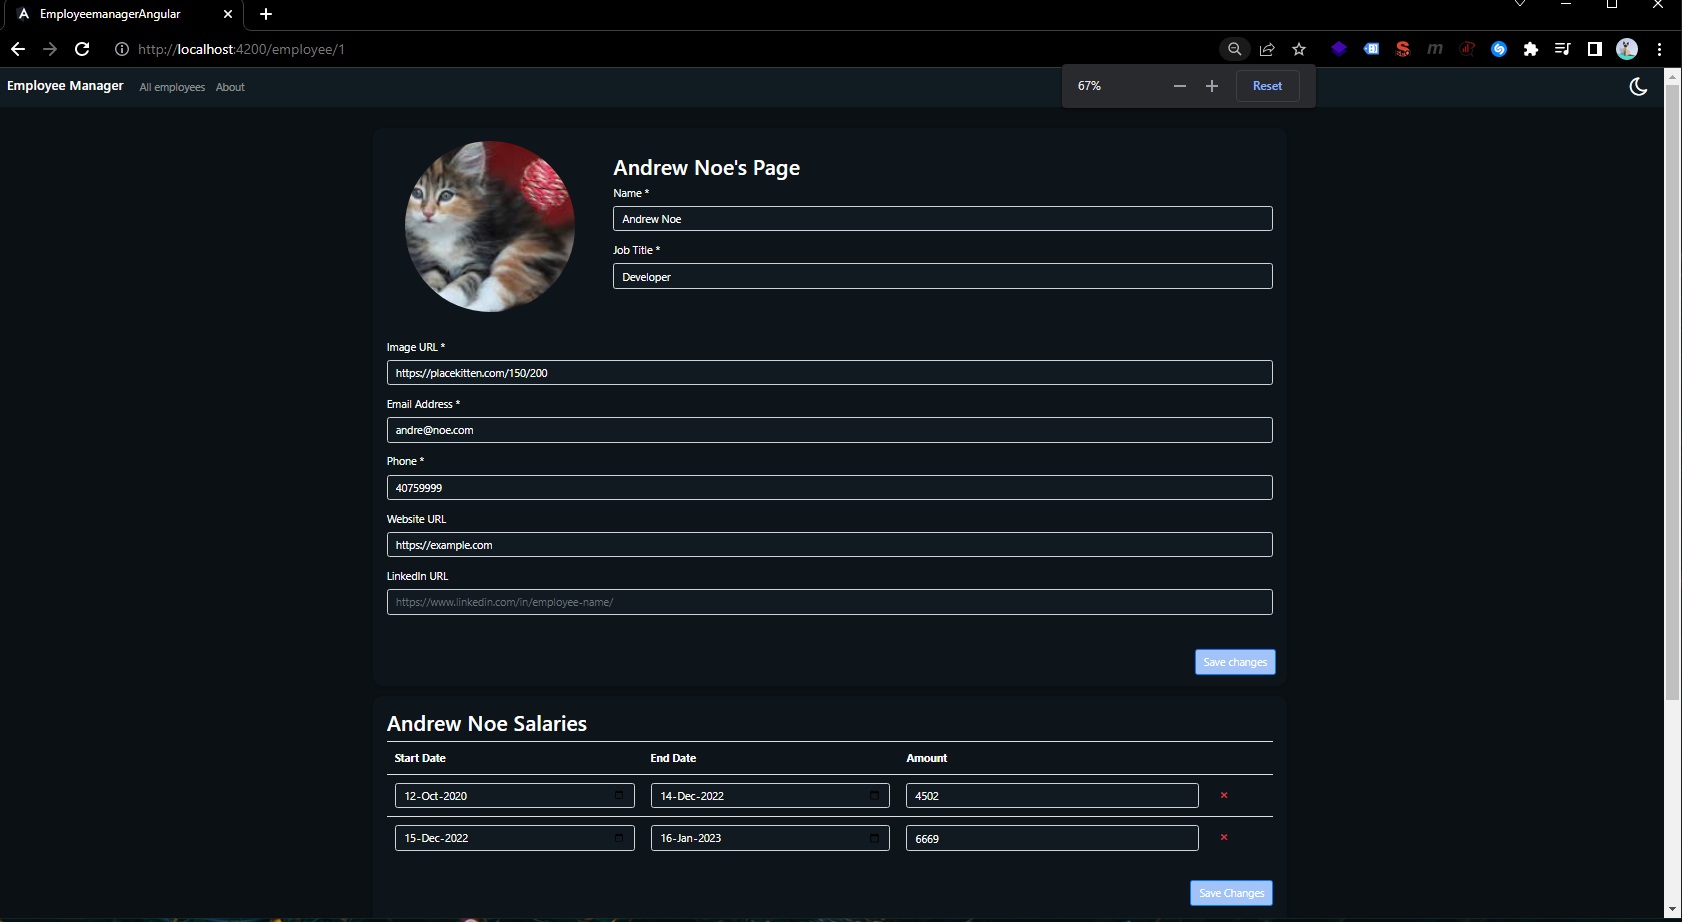 EmployeemanagerAngular
http://localhost:4200/employee/1
Employee Manager All employees About
67% Reset
Andrew Noe's Page
Name *
Andrew Noe
Job Title *
Developer
Image URL *
https://placekitten.com/150/200
Email Address *
andre@noe.com
Phone *
40759999
Website URL
https://example.com
LinkedIn URL
https://www.linkedin.com/in/employee-name/
Save changes
Andrew Noe Salaries
Start Date End Date Amount
12-Oct-2020 14-Dec-2022 4502
15-Dec-2022 16-Jan-2023 6669
Save Changes